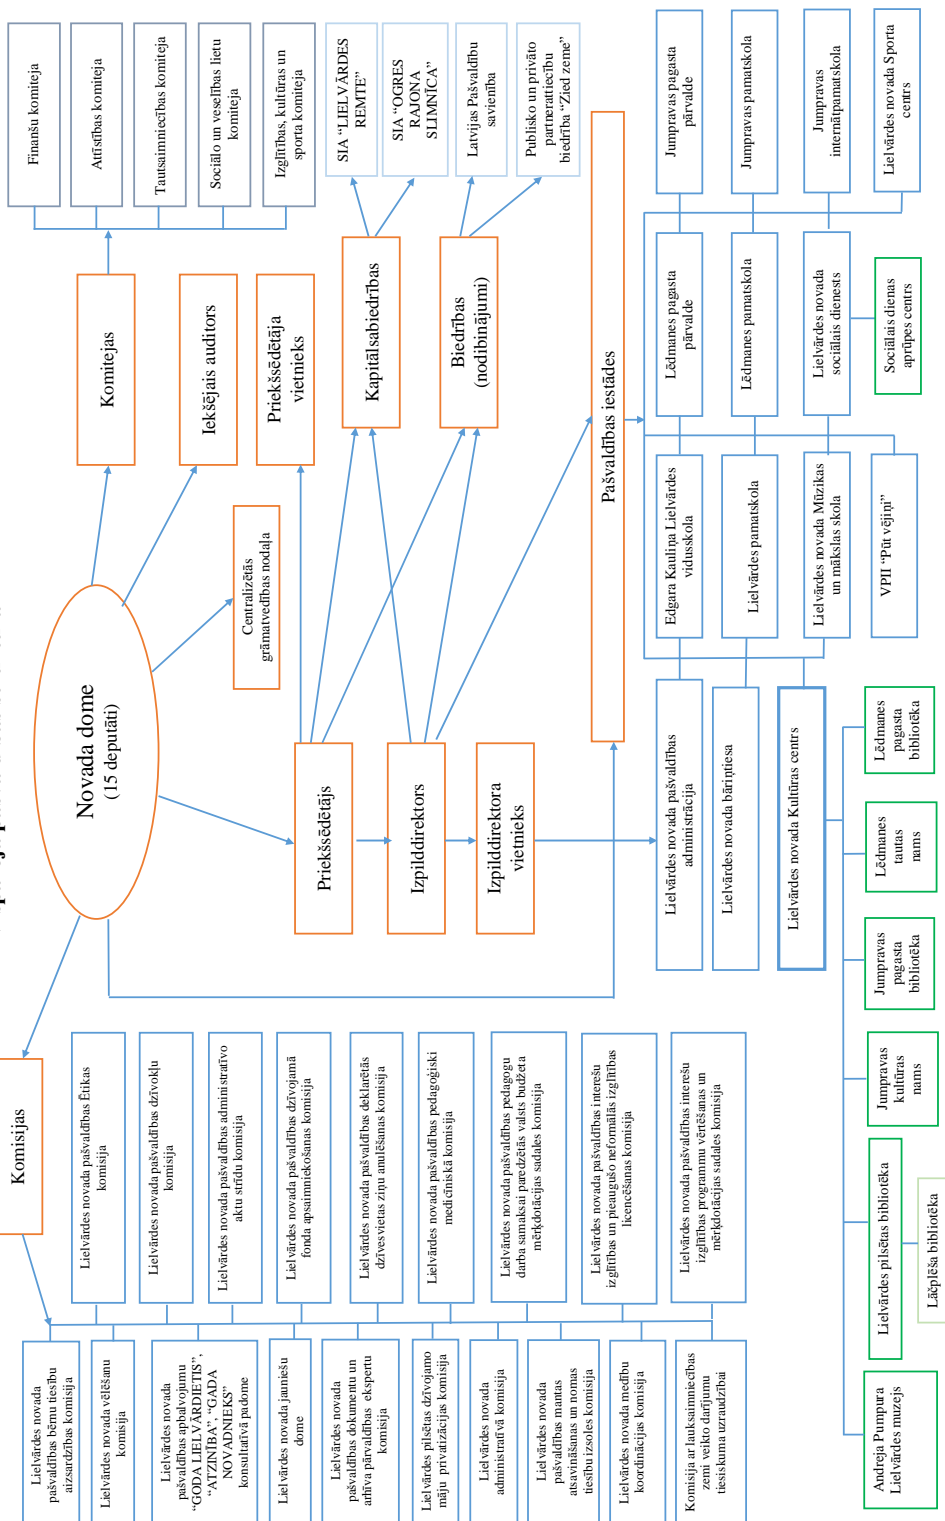 Komisijas
Novada dome
(15 deputāti)
Komitejas
Iekšējais auditors
Priekšsēdētāja
vietnieks
Centralizētās
grāmatvedības nodaļa
Finanšu komiteja
Attīstības komiteja
Tautsaimniecības komiteja
Sociālo un veselības lietu
komiteja
Izglītības, kultūras un
sporta komiteja
SIA “LIELVĀRDES
REMTE”
SIA “OGRES
RAJONA
SLIMNĪCA”
Latvijas Pašvaldību
savienība
Publisko un privāto
partnerattiecību
biedrība “Zied zeme”
Kapitālsabiedrības
Biedrības
(nodibinājumi)
Priekšsēdētājs
Izpilddirektors
Izpilddirektora
vietnieks
Pašvaldības iestādes
Lielvārdes novada
pašvaldības bērnu tiesību
aizsardzības komisija
Lielvārdes novada vēlēšanu
komisija
Lielvārdes novada
pašvaldības apbalvojumu
“GODA LIELVĀRDIETIS”,
“ATZINĪBA”, “GADA
NOVADNIEKS”
konsultatīvā padome
Lielvārdes novada jauniešu
dome
Lielvārdes novada
pašvaldības dokumentu un
arhīva pārvaldības ekspertu
komisija
Lielvārdes pilsētas dzīvojamo
māju privatizācijas komisija
Lielvārdes novada
administratīvā komisija
Lielvārdes novada
pašvaldības mantas
atsavināšanas un nomas
tiesību izsoles komisija
Lielvārdes novada medību
koordinācijas komisija
Komisija ar lauksaimniecības
zemi veikto darījumu
tiesiskuma uzraudzībai
Lielvārdes novada pašvaldības Ētikas
komisija
Lielvārdes novada pašvaldības dzīvokļu
komisija
Lielvārdes novada pašvaldības administratīvo
aktu strīdu komisija
Lielvārdes novada pašvaldības dzīvojamā
fonda apsaimniekošanas komisija
Lielvārdes novada pašvaldības deklarētās
dzīvesvietas ziņu anulēšanas komisija
Lielvārdes novada pašvaldības pedagoģiski
medicīniskā komisija
Lielvārdes novada pašvaldības pedagogu
darba samaksai paredzētās valsts budžeta
mērķdotācijas sadales komisija
Lielvārdes novada pašvaldības interešu
izglītības un pieaugušo neformālās izglītības
licencēšanas komisija
Lielvārdes novada pašvaldības interešu
izglītības programmu vērtēšanas un
mērķdotācijas sadales komisija
Lielvārdes novada pašvaldības
administrācija
Edgara Kauliņa Lielvārdes
vidusskola
Lēdmanes pagasta
pārvalde
Jumpravas pagasta
pārvalde
Lielvārdes novada bāriņtiesa
Lielvārdes pamatskola
Lēdmanes pamatskola
Jumpravas pamatskola
Lielvārdes novada Kultūras centrs
Lielvārdes novada Mūzikas
un mākslas skola
Lielvārdes novada
sociālais dienests
Jumpravas
internātpamatskola
VPII “Pūt vējiņi”
Sociālais dienas
aprūpes centrs
Lielvārdes novada Sporta
centrs
Andreja Pumpura
Lielvārdes muzejs
Lielvārdes pilsētas bibliotēka
Jumpravas
kultūras
nams
Jumpravas
pagasta
bibliotēka
Lēdmanes
tautas
nams
Lēdmanes
pagasta
bibliotēka
Lāčplēša bibliotēka